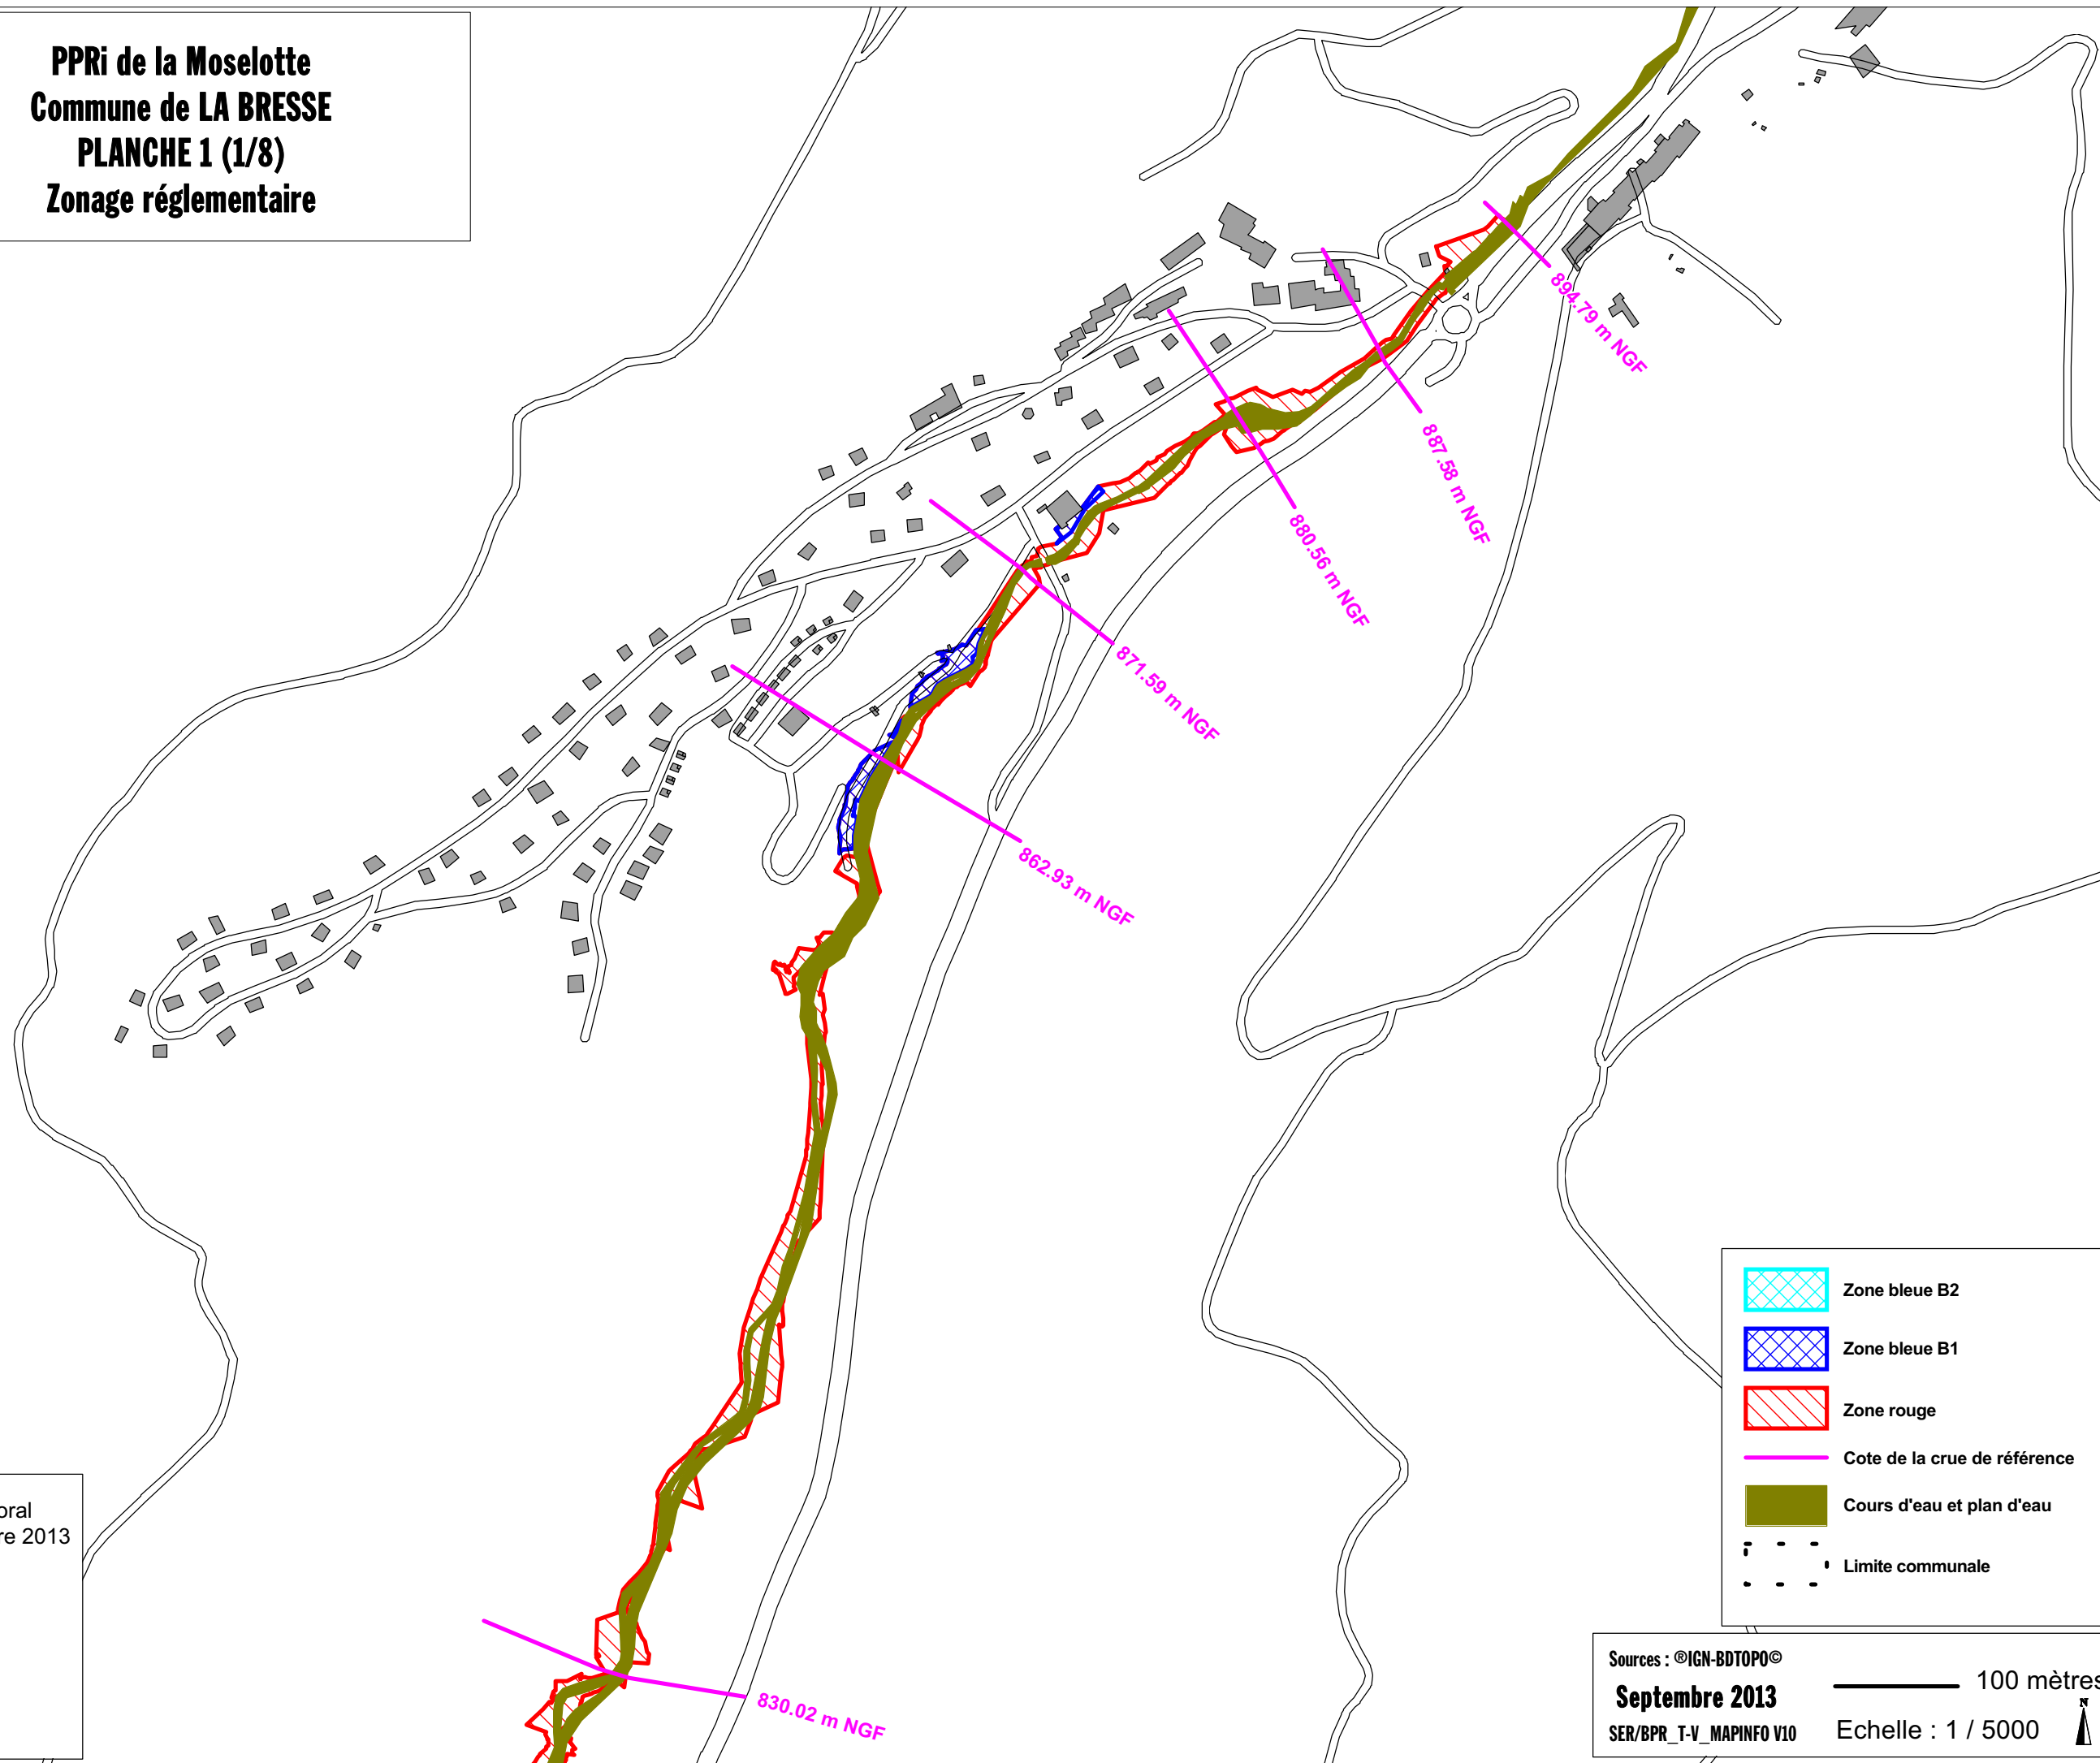 PPRi de la Moselotte
Commune de LA BRESSE
PLANCHE 1 (1/8)
Zonage réglementaire
894.79 m NGF
887.58 m NGF
880.56 m NGF
871.59 m NGF
862.93 m NGF
830.02 m NGF
2013
Zone bleue B2
Zone bleue B1
Zone rouge
Cote de la crue de référence
Cours d'eau et plan d'eau
Limite communale
Sources : ®IGN-BDTOPO©
Septembre 2013
SER/BPR_T-V_MAPINFO V10
100 mètres
Echelle : 1 / 5000
N